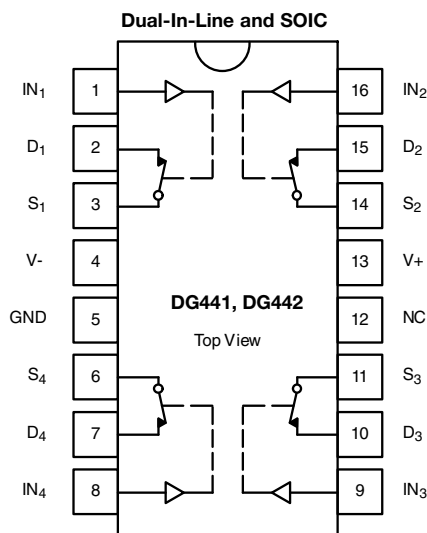 Dual-In-Line and SOIC
IN1 1 16 IN2
D1 2 15 D2
S1 3 14 S2
V- 4 13 V+
DG441, DG442
GND 5 12 NC
Top View
S4 6 11 S3
D4 7 10 D3
IN4 8 9 IN3